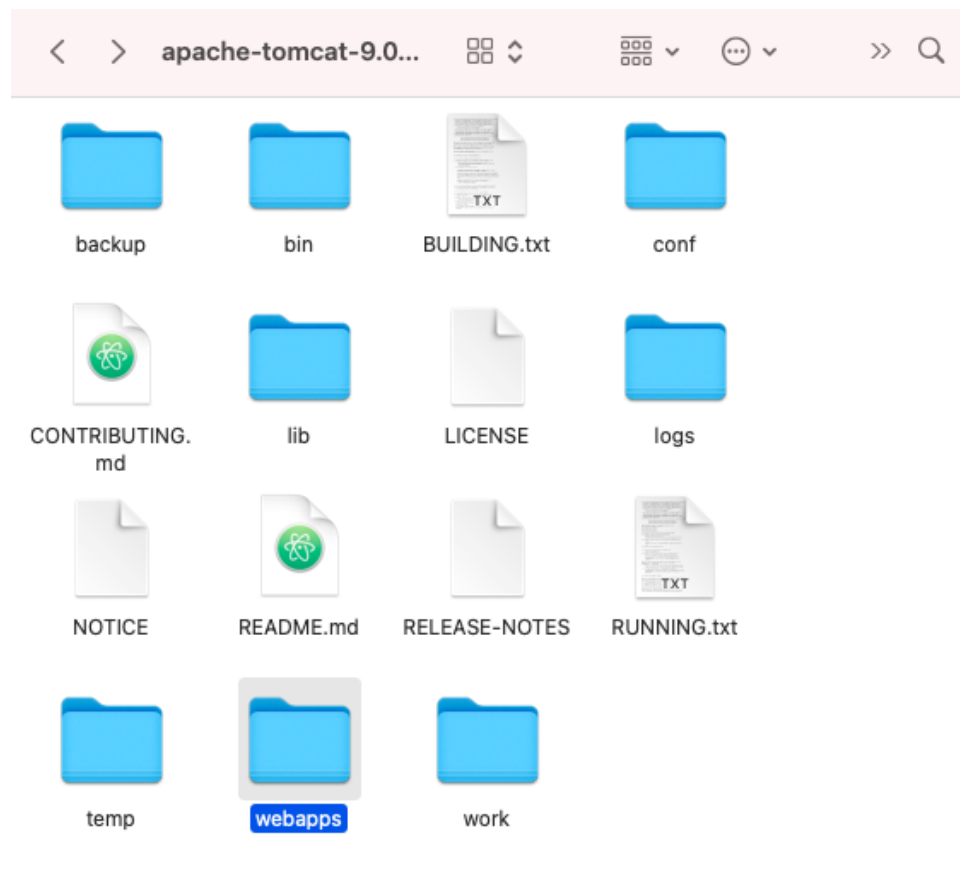 apache-tomcat-9.0...
backup
bin
TXT
BUILDING.txt
conf
CONTRIBUTING.
md
lib
LICENSE
logs
NOTICE
README.md
RELEASE-NOTES
TXT
RUNNING.txt
temp
webapps
work